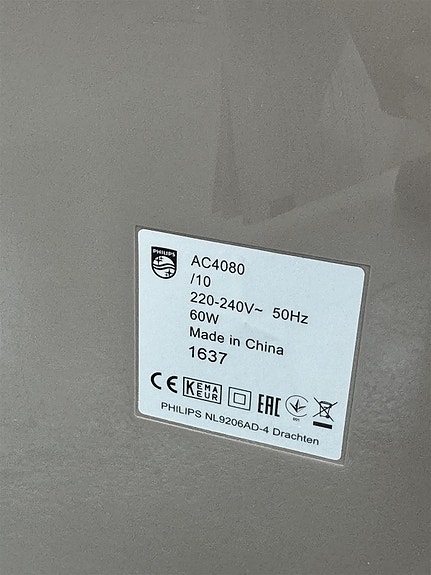 PHILIPS
AC4080
/10
220-240V~ 50Hz
60W
Made in China
1637
CE KEMA KEUR EAC
PHILIPS NL9206AD-4 Drachten